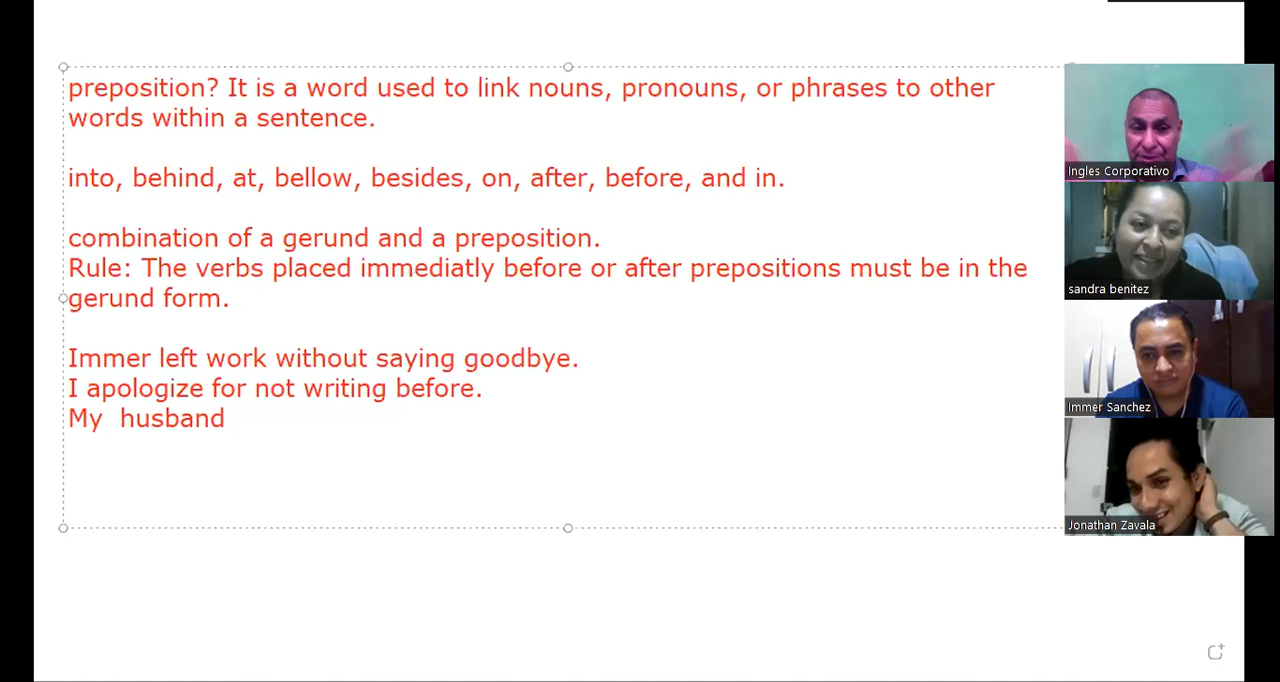 preposition? It is a word used to link nouns, pronouns, or phrases to other
words within a sentence.
into, behind, at, bellow, besides, on, after, before, and in.
combination of a gerund and a preposition.
Rule: The verbs placed immediatly before or after prepositions must be in the
gerund form.
Immer left work without saying goodbye.
I apologize for not writing before.
My  husband
Ingles Corporativo
sandra benitez
Immer Sanchez
Jonathan Zavala